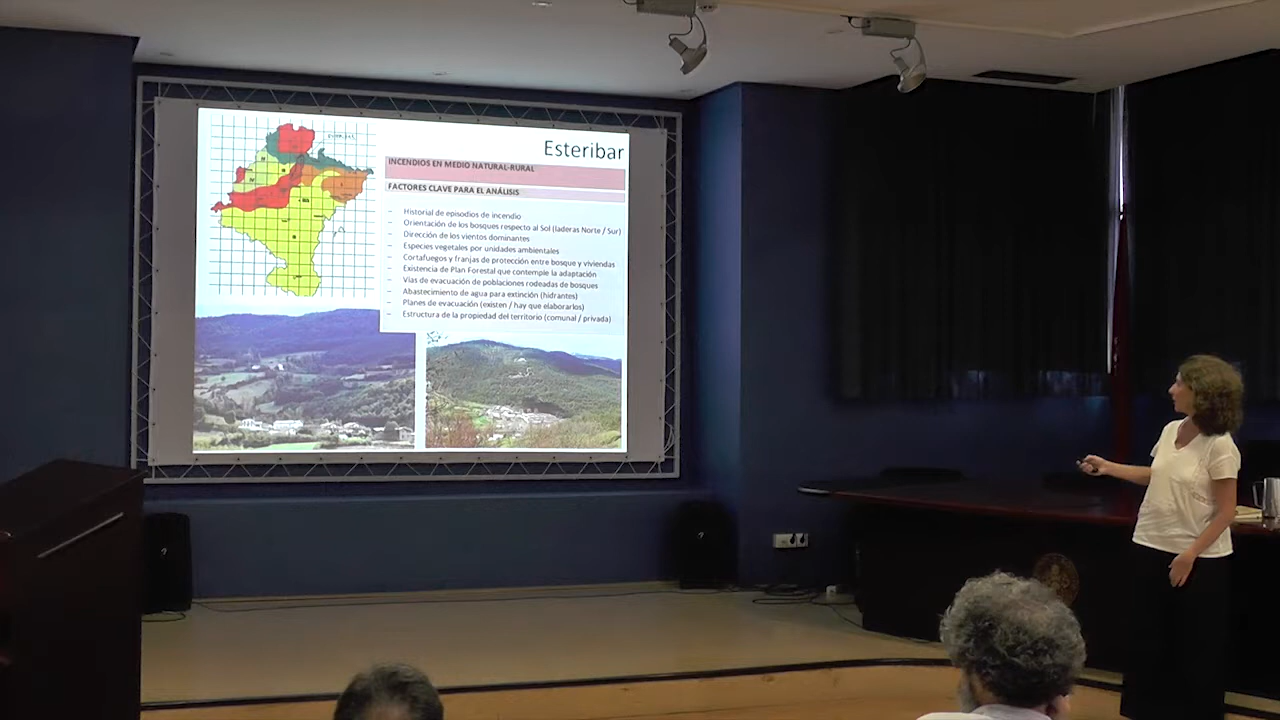 Esteribar
INCENDIOS EN MEDIO NATURAL-RURAL
FACTORES CLAVE PARA EL ANÁLISIS
– Historial de episodios de incendio
– Orientación de los bosques respecto al Sol (laderas Norte / Sur)
– Dirección de los vientos dominantes
– Especies vegetales por unidades ambientales
– Cortafuegos y franjas de protección entre bosque y viviendas
– Existencia de Plan Forestal que contemple la adaptación
– Vías de evacuación de poblaciones rodeadas de bosques
– Abastecimiento de agua para extinción (hidrantes)
– Planes de evacuación (existen / hay que elaborarlos)
– Estructura de la propiedad del territorio (comunal / privada)